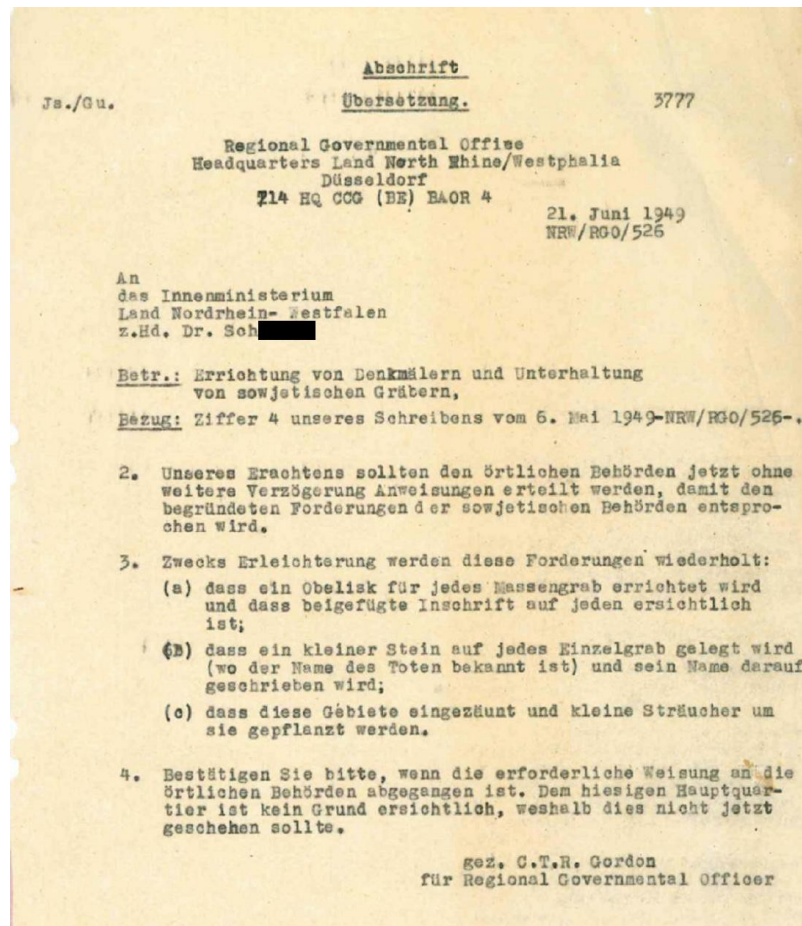 Abschrift
Js./Gu. Übersetzung. 3777
Regional Governmental Office
Headquarters Land North Rhine/Westphalia
Düsseldorf
714 HQ CCG (BE) BAOR 4
21. Juni 1949
NRW/RGO/526
An
das Innenministerium
Land Nordrhein- Westfalen
z.Hd. Dr. Sch
Betr.: Errichtung von Denkmälern und Unterhaltung
von sowjetischen Gräbern,
Bezug: Ziffer 4 unseres Schreibens vom 6. Mai 1949-NRW/RGO/526-.
2. Unseres Erachtens sollten den örtlichen Behörden jetzt ohne
weitere Verzögerung Anweisungen erteilt werden, damit den
begründeten Forderungen der sowjetischen Behörden entspro-
chen wird.
3. Zwecks Erleichterung werden diese Forderungen wiederholt:
(a) dass ein Obelisk für jedes Massengrab errichtet wird
und dass beigefügte Inschrift auf jeden ersichtlich
ist;
(B) dass ein kleiner Stein auf jedes Einzelgrab gelegt wird
(wo der Name des Toten bekannt ist) und sein Name darauf
geschrieben wird;
(c) dass diese Gebiete eingezäunt und kleine Sträucher um
sie gepflanzt werden.
4. Bestätigen Sie bitte, wenn die erforderliche Weisung an die
örtlichen Behörden abgegangen ist. Dem hiesigen Hauptquar-
tier ist kein Grund ersichtlich, weshalb dies nicht jetzt
geschehen sollte.
gez. C.T.R. Gordon
für Regional Governmental Officer